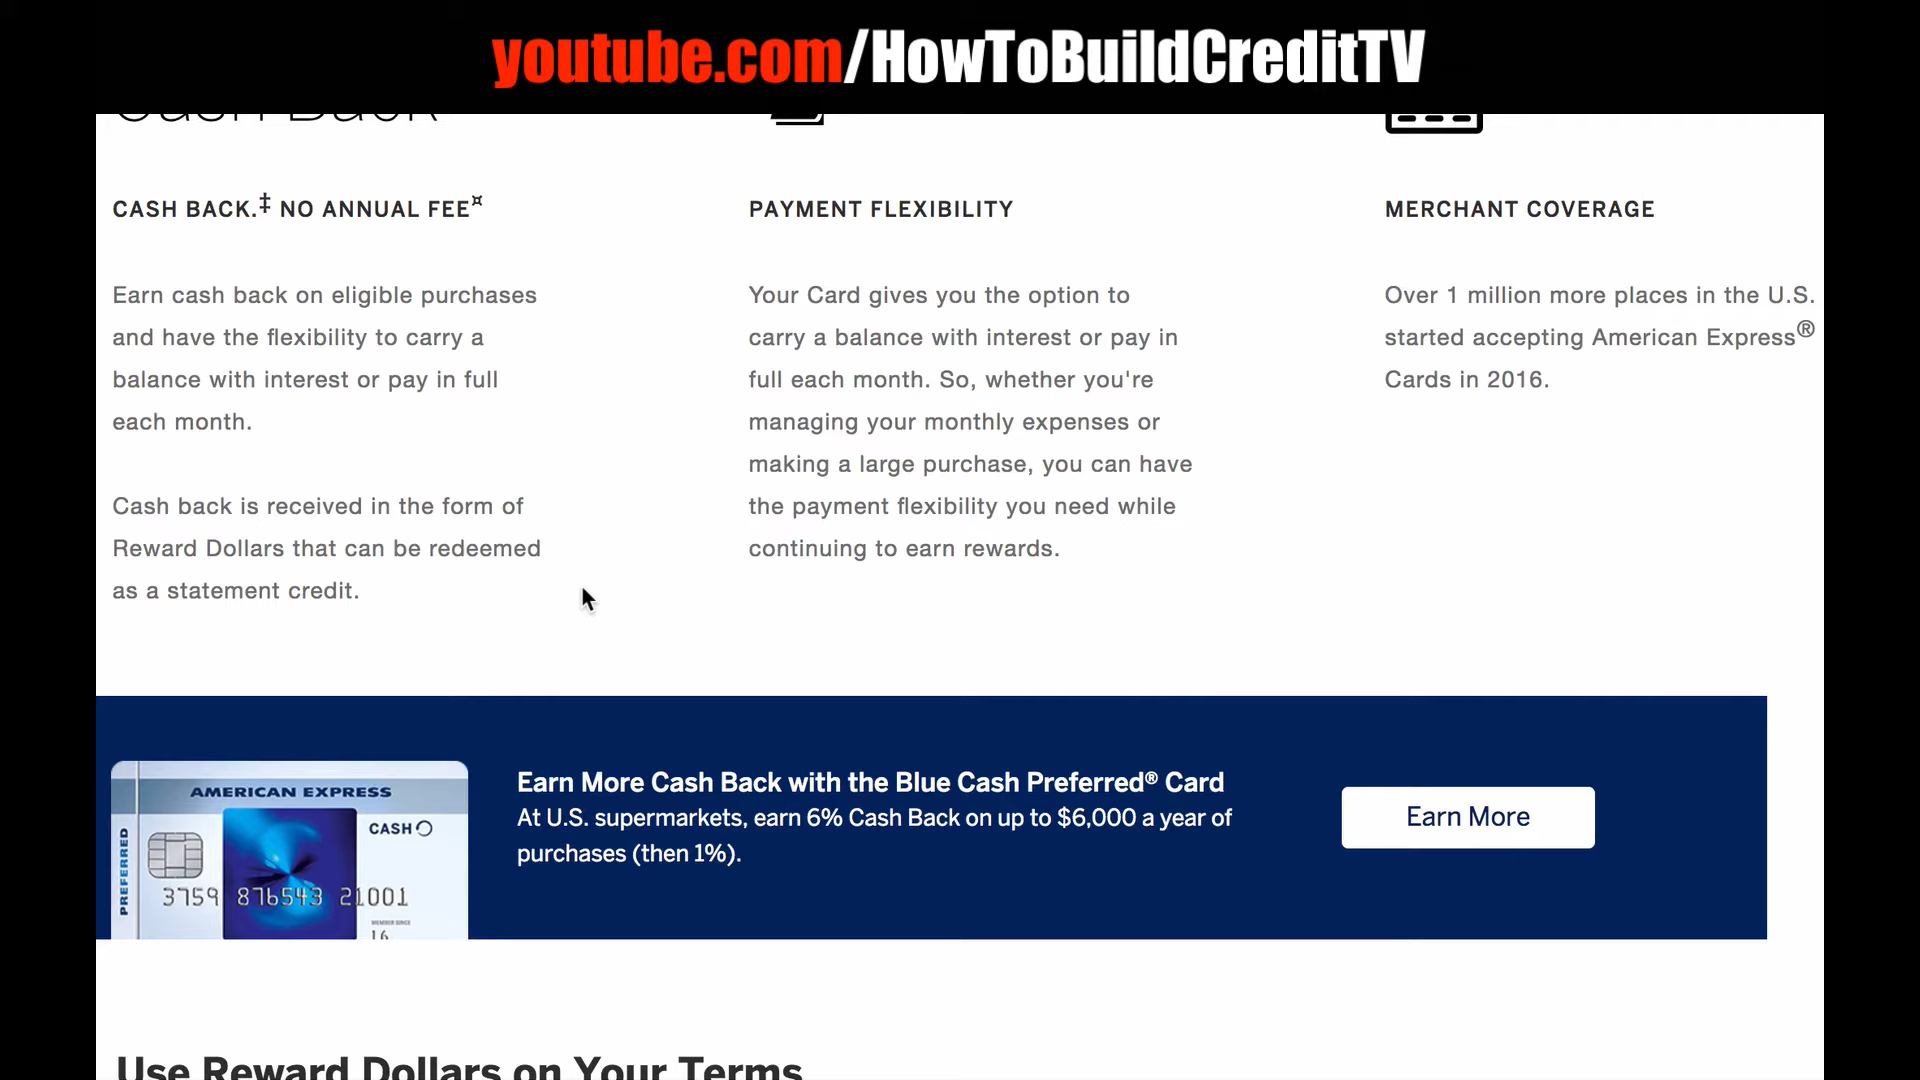 youtube.com/HowToBuildCreditTV
Cash Back
CASH BACK.‡ NO ANNUAL FEE¤
Earn cash back on eligible purchases
and have the flexibility to carry a
balance with interest or pay in full
each month.
Cash back is received in the form of
Reward Dollars that can be redeemed
as a statement credit.
PAYMENT FLEXIBILITY
Your Card gives you the option to
carry a balance with interest or pay in
full each month. So, whether you're
managing your monthly expenses or
making a large purchase, you can have
the payment flexibility you need while
continuing to earn rewards.
MERCHANT COVERAGE
Over 1 million more places in the U.S.
started accepting American Express®
Cards in 2016.
AMERICAN EXPRESS
CASH
PREFERRED
3759 876543 21001
MEMBER SINCE
16
Earn More Cash Back with the Blue Cash Preferred® Card
At U.S. supermarkets, earn 6% Cash Back on up to $6,000 a year of
purchases (then 1%).
Earn More
Use Reward Dollars on Your Terms